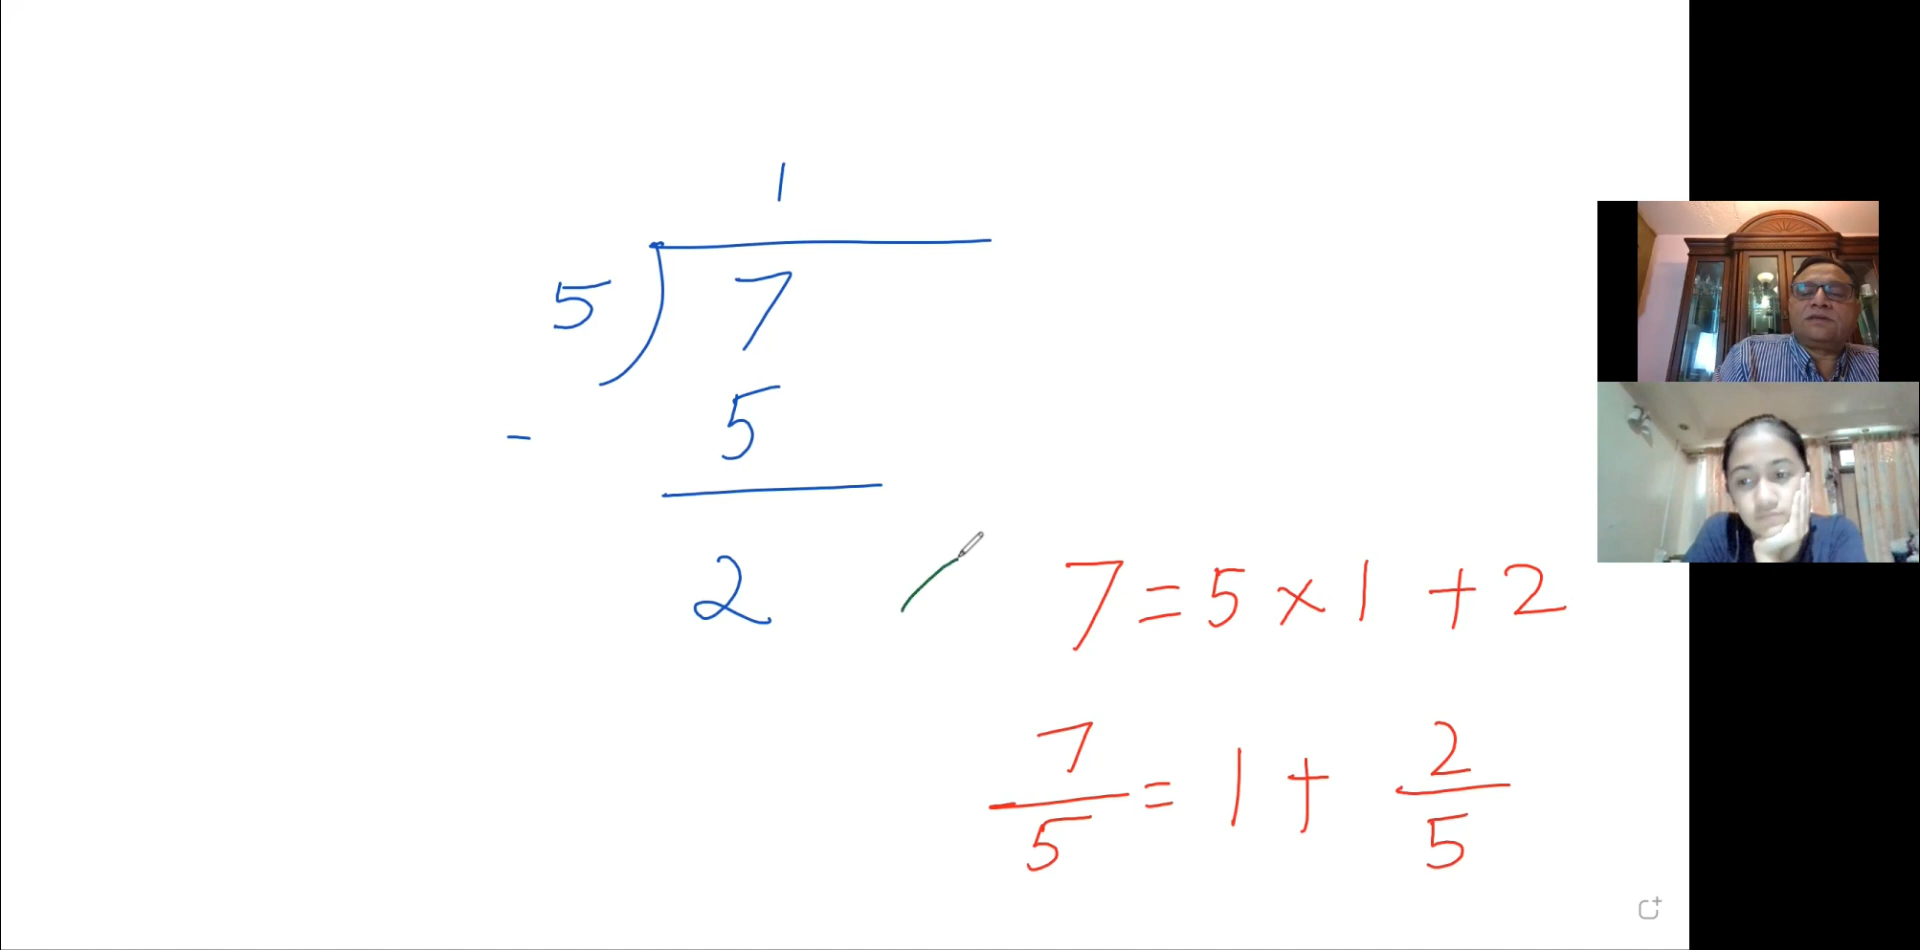 1
5 ) 7
- 5
2
7 = 5 × 1 + 2
7/5 = 1 + 2/5